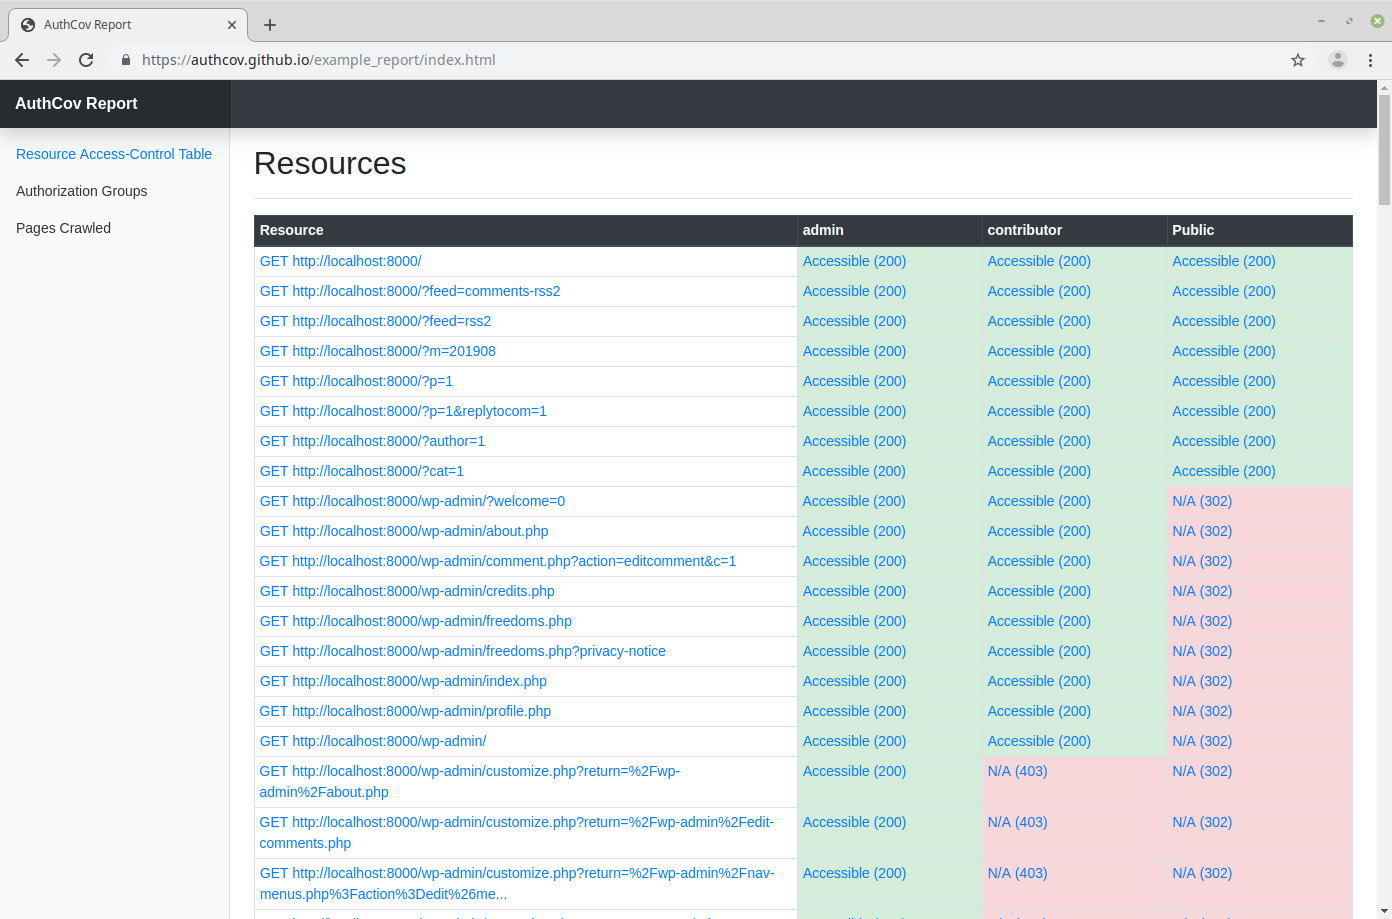 AuthCov Report
https://authcov.github.io/example_report/index.html
AuthCov Report
Resource Access-Control Table
Authorization Groups
Pages Crawled
Resources
Resource admin contributor Public
GET http://localhost:8000/ Accessible (200) Accessible (200) Accessible (200)
GET http://localhost:8000/?feed=comments-rss2 Accessible (200) Accessible (200) Accessible (200)
GET http://localhost:8000/?feed=rss2 Accessible (200) Accessible (200) Accessible (200)
GET http://localhost:8000/?m=201908 Accessible (200) Accessible (200) Accessible (200)
GET http://localhost:8000/?p=1 Accessible (200) Accessible (200) Accessible (200)
GET http://localhost:8000/?p=1&replytocom=1 Accessible (200) Accessible (200) Accessible (200)
GET http://localhost:8000/?author=1 Accessible (200) Accessible (200) Accessible (200)
GET http://localhost:8000/?cat=1 Accessible (200) Accessible (200) Accessible (200)
GET http://localhost:8000/wp-admin/?welcome=0 Accessible (200) Accessible (200) N/A (302)
GET http://localhost:8000/wp-admin/about.php Accessible (200) Accessible (200) N/A (302)
GET http://localhost:8000/wp-admin/comment.php?action=editcomment&c=1 Accessible (200) Accessible (200) N/A (302)
GET http://localhost:8000/wp-admin/credits.php Accessible (200) Accessible (200) N/A (302)
GET http://localhost:8000/wp-admin/freedoms.php Accessible (200) Accessible (200) N/A (302)
GET http://localhost:8000/wp-admin/freedoms.php?privacy-notice Accessible (200) Accessible (200) N/A (302)
GET http://localhost:8000/wp-admin/index.php Accessible (200) Accessible (200) N/A (302)
GET http://localhost:8000/wp-admin/profile.php Accessible (200) Accessible (200) N/A (302)
GET http://localhost:8000/wp-admin/ Accessible (200) Accessible (200) N/A (302)
GET http://localhost:8000/wp-admin/customize.php?return=%2Fwp- Accessible (200) N/A (403) N/A (302)
admin%2Fabout.php
GET http://localhost:8000/wp-admin/customize.php?return=%2Fwp-admin%2Fedit- Accessible (200) N/A (403) N/A (302)
comments.php
GET http://localhost:8000/wp-admin/customize.php?return=%2Fwp-admin%2Fnav- Accessible (200) N/A (403) N/A (302)
menus.php%3Faction%3Dedit%26me...